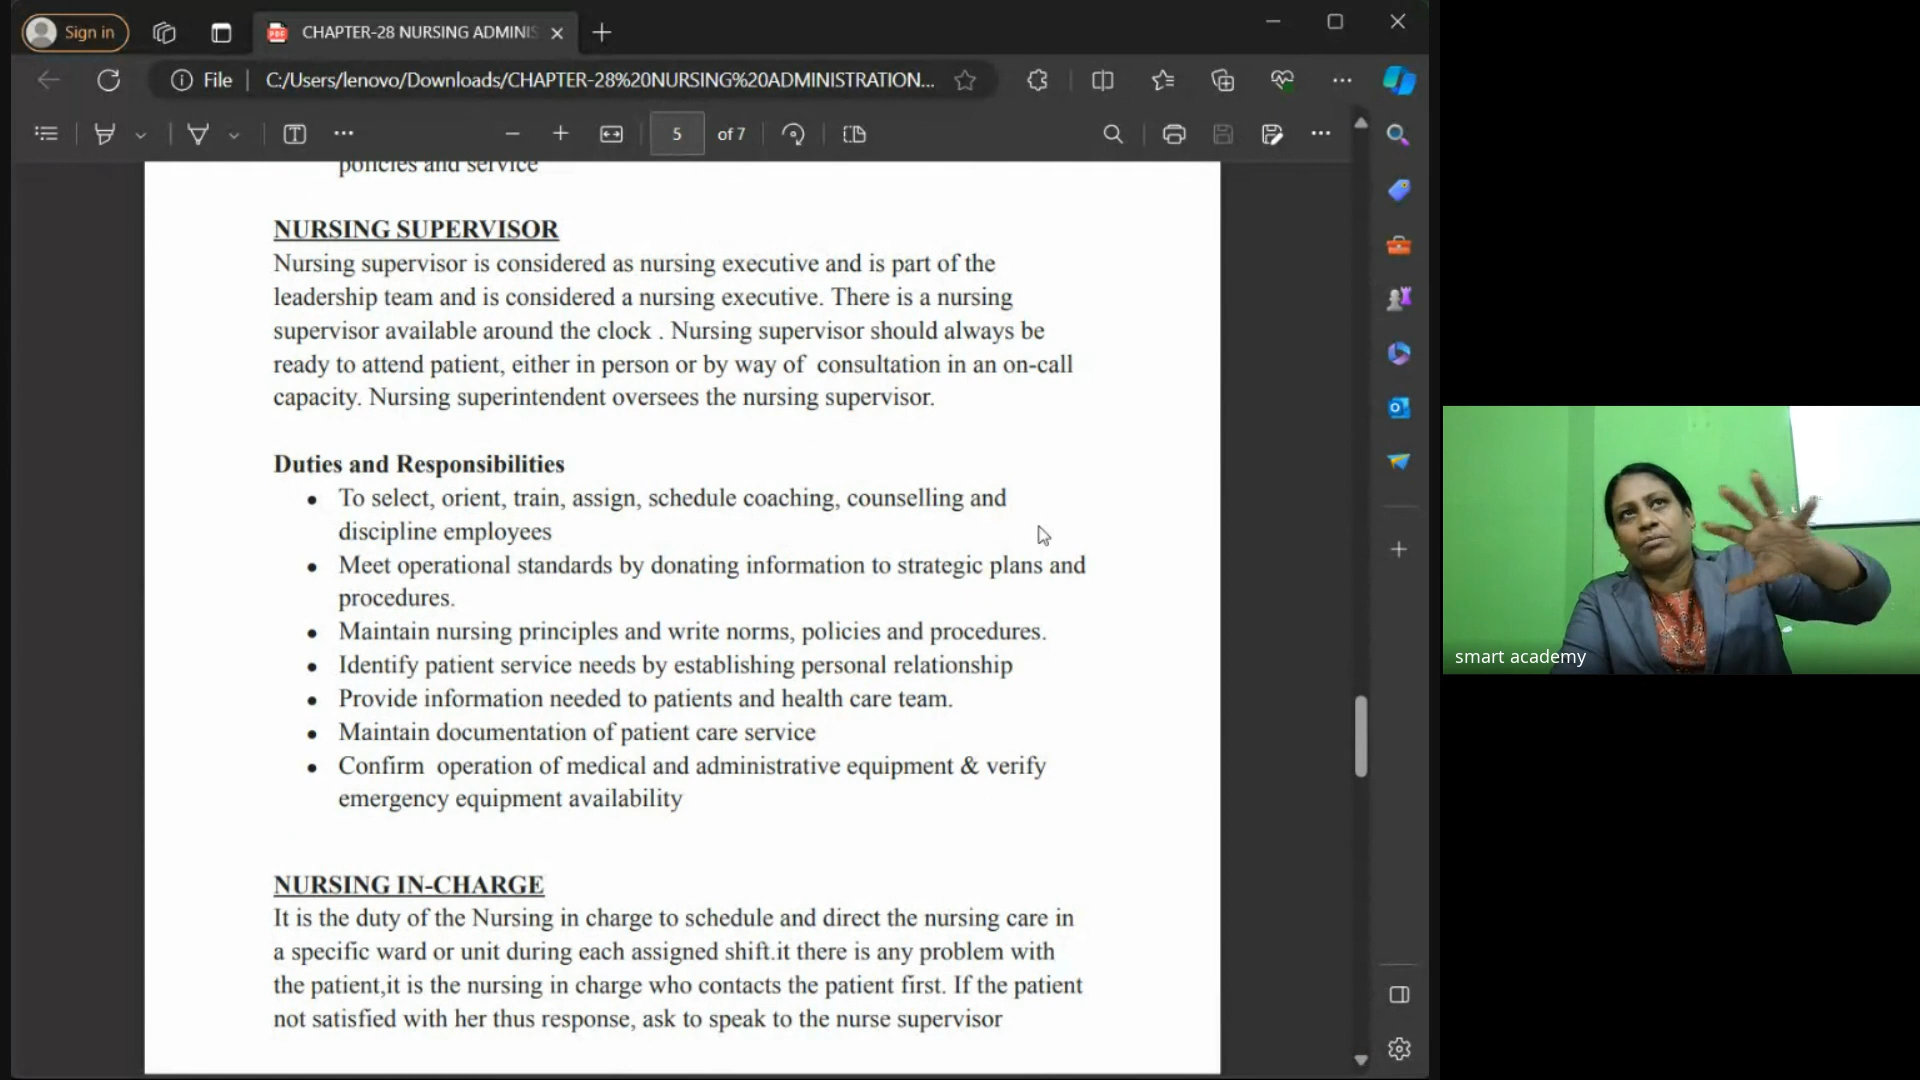 Sign in
CHAPTER-28 NURSING ADMINIS
File
C:/Users/lenovo/Downloads/CHAPTER-28%20NURSING%20ADMINISTRATION...
5 of 7
policies and service
NURSING SUPERVISOR
Nursing supervisor is considered as nursing executive and is part of the
leadership team and is considered a nursing executive. There is a nursing
supervisor available around the clock . Nursing supervisor should always be
ready to attend patient, either in person or by way of  consultation in an on-call
capacity. Nursing superintendent oversees the nursing supervisor.
Duties and Responsibilities
• To select, orient, train, assign, schedule coaching, counselling and
discipline employees
• Meet operational standards by donating information to strategic plans and
procedures.
• Maintain nursing principles and write norms, policies and procedures.
• Identify patient service needs by establishing personal relationship
• Provide information needed to patients and health care team.
• Maintain documentation of patient care service
• Confirm  operation of medical and administrative equipment & verify
emergency equipment availability
NURSING IN-CHARGE
It is the duty of the Nursing in charge to schedule and direct the nursing care in
a specific ward or unit during each assigned shift.it there is any problem with
the patient,it is the nursing in charge who contacts the patient first. If the patient
not satisfied with her thus response, ask to speak to the nurse supervisor
smart academy